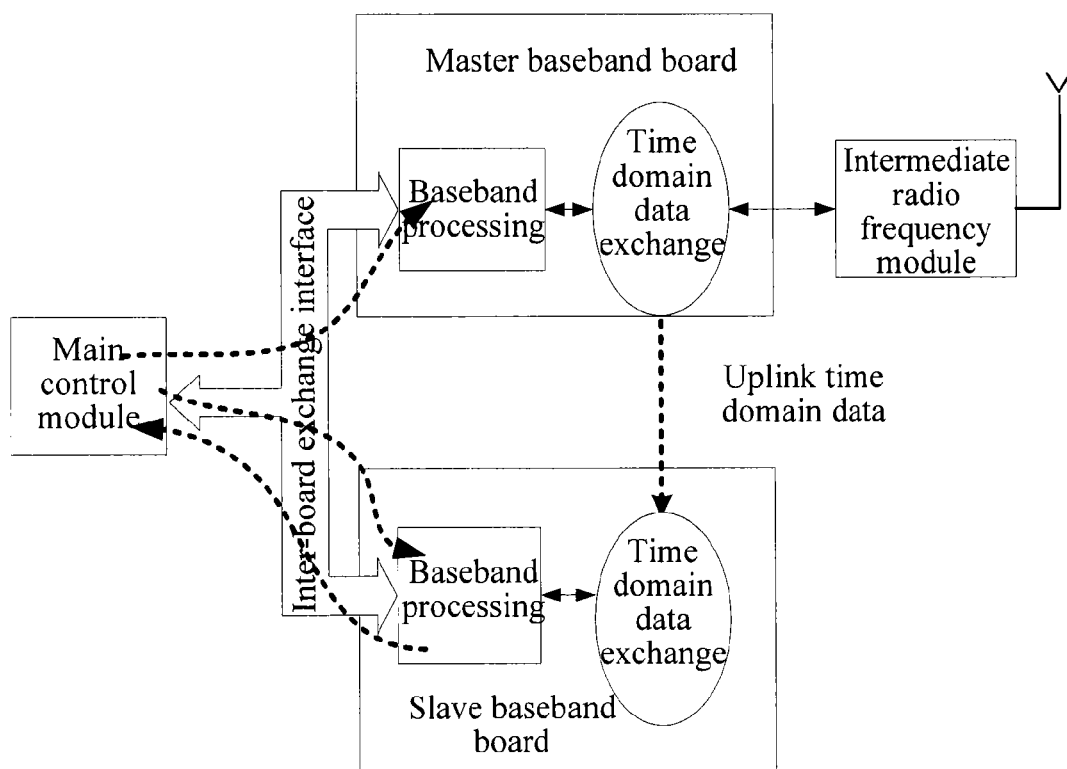 Master baseband board
Baseband
processing
Time
domain
data
exchange
Intermediate
radio
frequency
module
Inter-board exchange interface
Main
control
module
Uplink time
domain data
Baseband
processing
Time
domain
data
exchange
Slave baseband
board